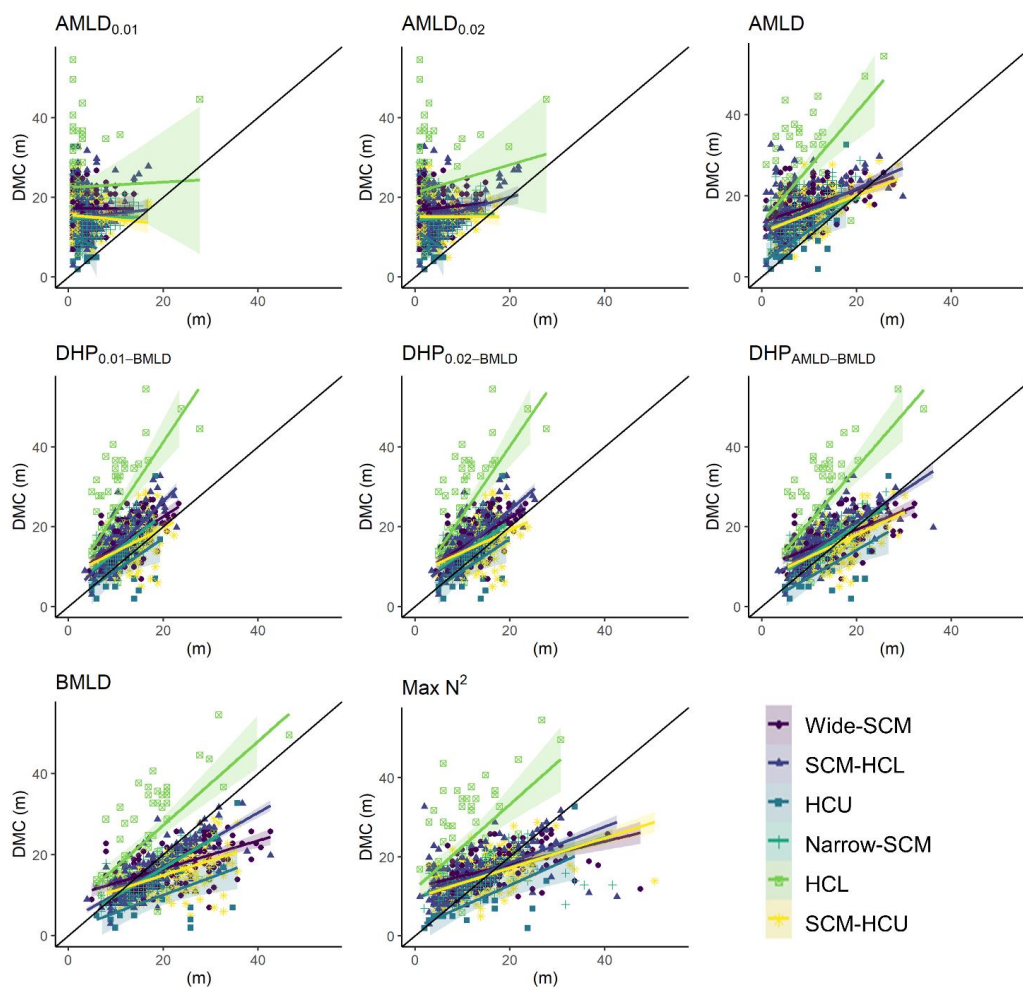 AMLD0.01
AMLD0.02
AMLD
DMC (m)
40
20
0
0 20 40
(m)
DMC (m)
40
20
0
0 20 40
(m)
DMC (m)
40
20
0
0 20 40
(m)
DHP0.01−BMLD
DHP0.02−BMLD
DHPAMLD−BMLD
DMC (m)
40
20
0
0 20 40
(m)
DMC (m)
40
20
0
0 20 40
(m)
DMC (m)
40
20
0
0 20 40
(m)
BMLD
Max N²
DMC (m)
40
20
0
0 20 40
(m)
DMC (m)
40
20
0
0 20 40
(m)
Wide-SCM
SCM-HCL
HCU
Narrow-SCM
HCL
SCM-HCU